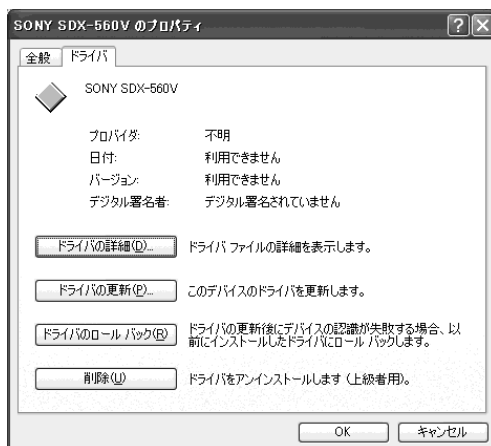 SONY SDX-560V のプロパティ
全般 ドライバ
SONY SDX-560V
プロバイダ: 不明
日付: 利用できません
バージョン: 利用できません
デジタル署名者: デジタル署名されていません
ドライバの詳細(D)... ドライバ ファイルの詳細を表示します。
ドライバの更新(P)... このデバイスのドライバを更新します。
ドライバのロール バック(R) ドライバの更新後にデバイスの認識が失敗する場合、以
前にインストールしたドライバにロール バックします。
削除(U) ドライバをアンインストールします (上級者用)。
OK キャンセル